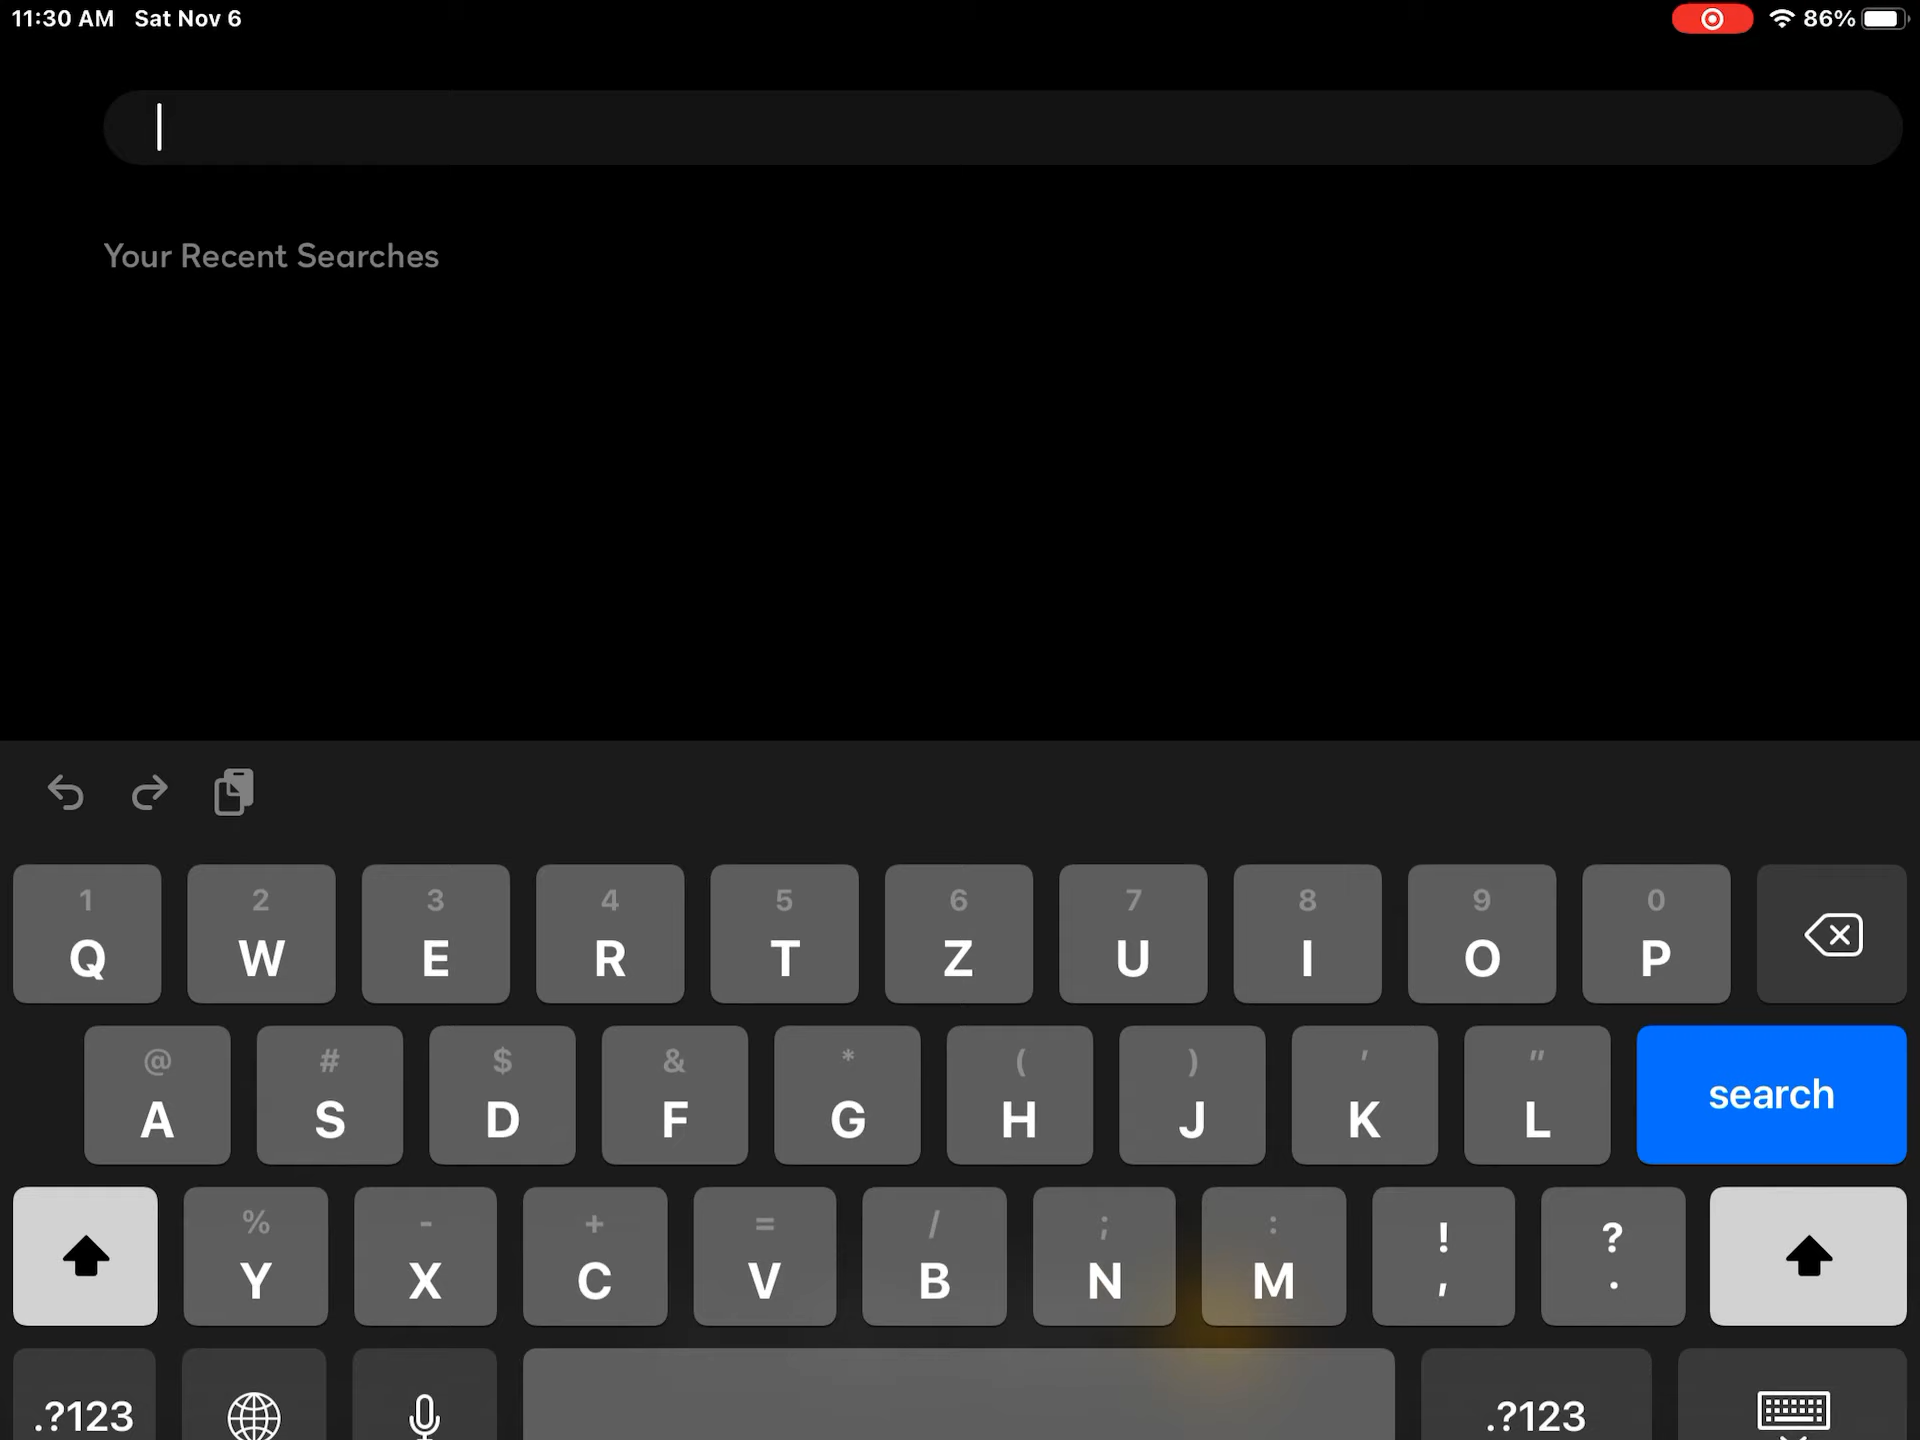 11:30 AM Sat Nov 6 86%
Your Recent Searches
1 2 3 4 5 6 7 8 9 0
Q W E R T Z U I O P
@ # $ & * ( ) ' "
A S D F G H J K L search
% - + = / ; : ! ?
Y X C V B N M , .
.?123 .?123